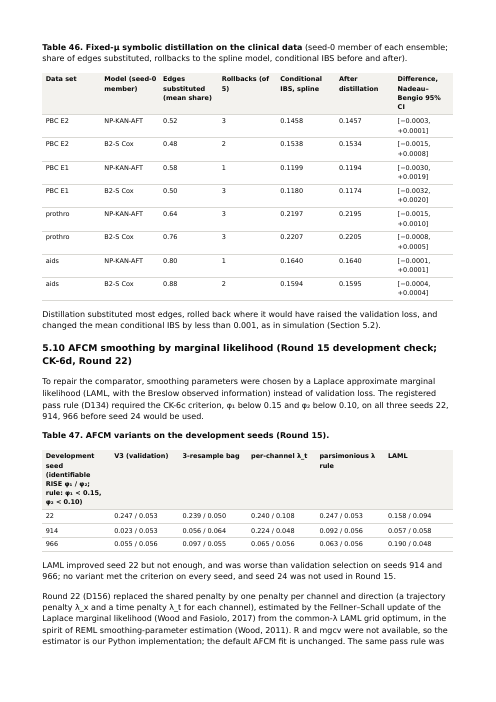 Table 46. Fixed-μ symbolic distillation on the clinical data (seed-0 member of each ensemble;
share of edges substituted, rollbacks to the spline model, conditional IBS before and after).
Data set | Model (seed-0 member) | Edges substituted (mean share) | Rollbacks (of 5) | Conditional IBS, spline | After distillation | Difference, Nadeau–Bengio 95% CI
PBC E2 | NP-KAN-AFT | 0.52 | 3 | 0.1458 | 0.1457 | [−0.0003, +0.0001]
PBC E2 | B2-S Cox | 0.48 | 2 | 0.1538 | 0.1534 | [−0.0015, +0.0008]
PBC E1 | NP-KAN-AFT | 0.58 | 1 | 0.1199 | 0.1194 | [−0.0030, +0.0019]
PBC E1 | B2-S Cox | 0.50 | 3 | 0.1180 | 0.1174 | [−0.0032, +0.0020]
prothro | NP-KAN-AFT | 0.64 | 3 | 0.2197 | 0.2195 | [−0.0015, +0.0010]
prothro | B2-S Cox | 0.76 | 3 | 0.2207 | 0.2205 | [−0.0008, +0.0005]
aids | NP-KAN-AFT | 0.80 | 1 | 0.1640 | 0.1640 | [−0.0001, +0.0001]
aids | B2-S Cox | 0.88 | 2 | 0.1594 | 0.1595 | [−0.0004, +0.0004]
Distillation substituted most edges, rolled back where it would have raised the validation loss, and
changed the mean conditional IBS by less than 0.001, as in simulation (Section 5.2).
5.10 AFCM smoothing by marginal likelihood (Round 15 development check;
CK-6d, Round 22)
To repair the comparator, smoothing parameters were chosen by a Laplace approximate marginal
likelihood (LAML, with the Breslow observed information) instead of validation loss. The registered
pass rule (D134) required the CK-6c criterion, φ₁ below 0.15 and φ₂ below 0.10, on all three seeds 22,
914, 966 before seed 24 would be used.
Table 47. AFCM variants on the development seeds (Round 15).
Development seed (identifiable RISE φ₁ / φ₂; rule: φ₁ < 0.15, φ₂ < 0.10) | V3 (validation) | 3-resample bag | per-channel λ_t | parsimonious λ rule | LAML
22 | 0.247 / 0.053 | 0.239 / 0.050 | 0.240 / 0.108 | 0.247 / 0.053 | 0.158 / 0.094
914 | 0.023 / 0.053 | 0.056 / 0.064 | 0.224 / 0.048 | 0.092 / 0.056 | 0.057 / 0.058
966 | 0.055 / 0.056 | 0.097 / 0.055 | 0.065 / 0.056 | 0.063 / 0.056 | 0.190 / 0.048
LAML improved seed 22 but not enough, and was worse than validation selection on seeds 914 and
966; no variant met the criterion on every seed, and seed 24 was not used in Round 15.
Round 22 (D156) replaced the shared penalty by one penalty per channel and direction (a trajectory
penalty λ_x and a time penalty λ_t for each channel), estimated by the Fellner–Schall update of the
Laplace marginal likelihood (Wood and Fasiolo, 2017) from the common-λ LAML grid optimum, in the
spirit of REML smoothing-parameter estimation (Wood, 2011). R and mgcv were not available, so the
estimator is our Python implementation; the default AFCM fit is unchanged. The same pass rule was